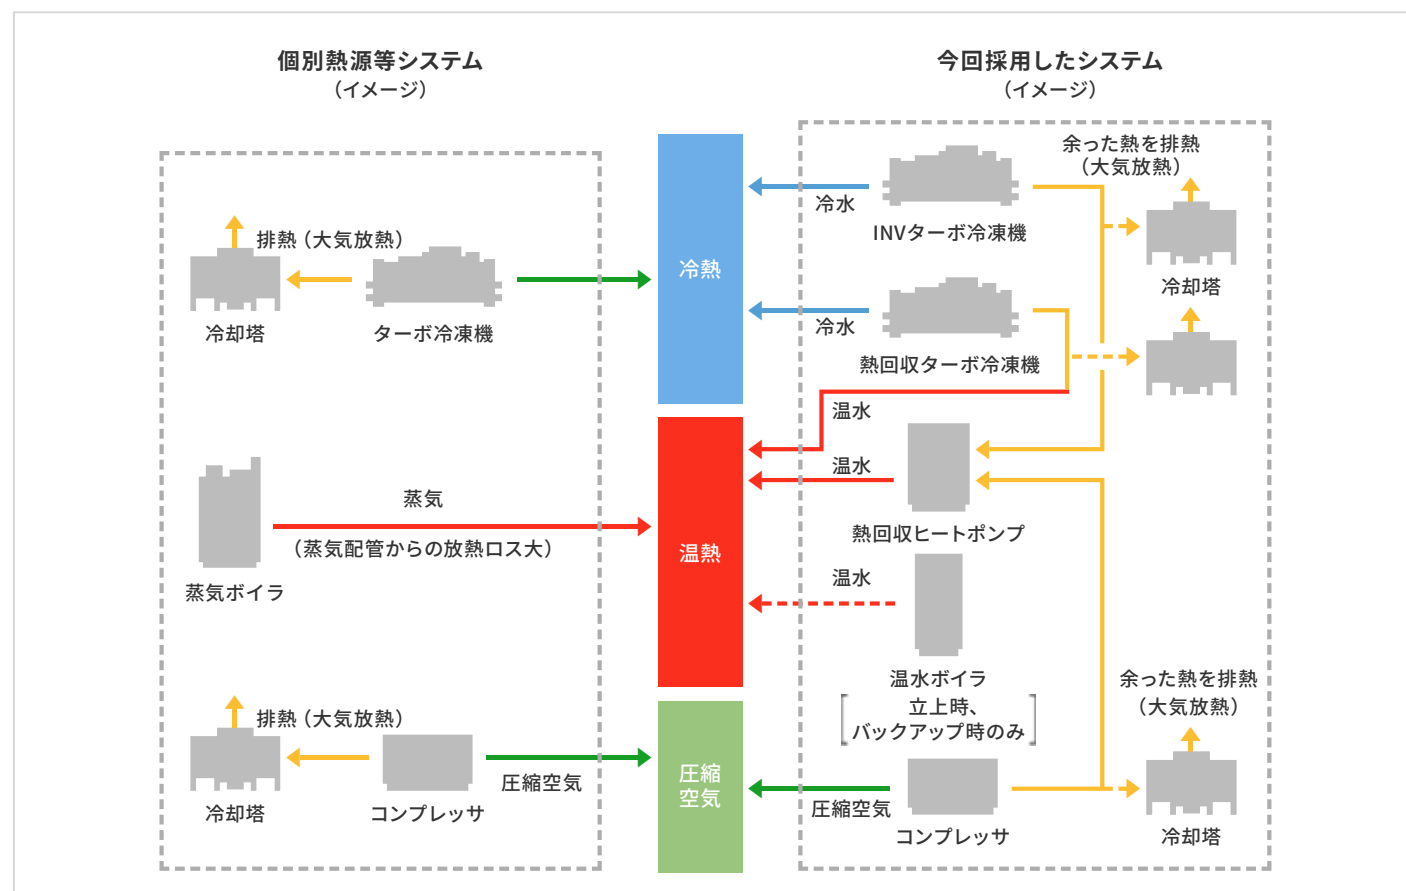 個別熱源等システム
（イメージ）
排熱（大気放熱）
冷却塔
ターボ冷凍機
蒸気
（蒸気配管からの放熱ロス大）
蒸気ボイラ
排熱（大気放熱）
冷却塔
コンプレッサ
圧縮空気
冷熱
温熱
圧縮
空気
今回採用したシステム
（イメージ）
余った熱を排熱
（大気放熱）
冷水
INVターボ冷凍機
冷却塔
冷水
熱回収ターボ冷凍機
温水
温水
熱回収ヒートポンプ
温水
温水ボイラ
立上時、
バックアップ時のみ
余った熱を排熱
（大気放熱）
圧縮空気
コンプレッサ
冷却塔